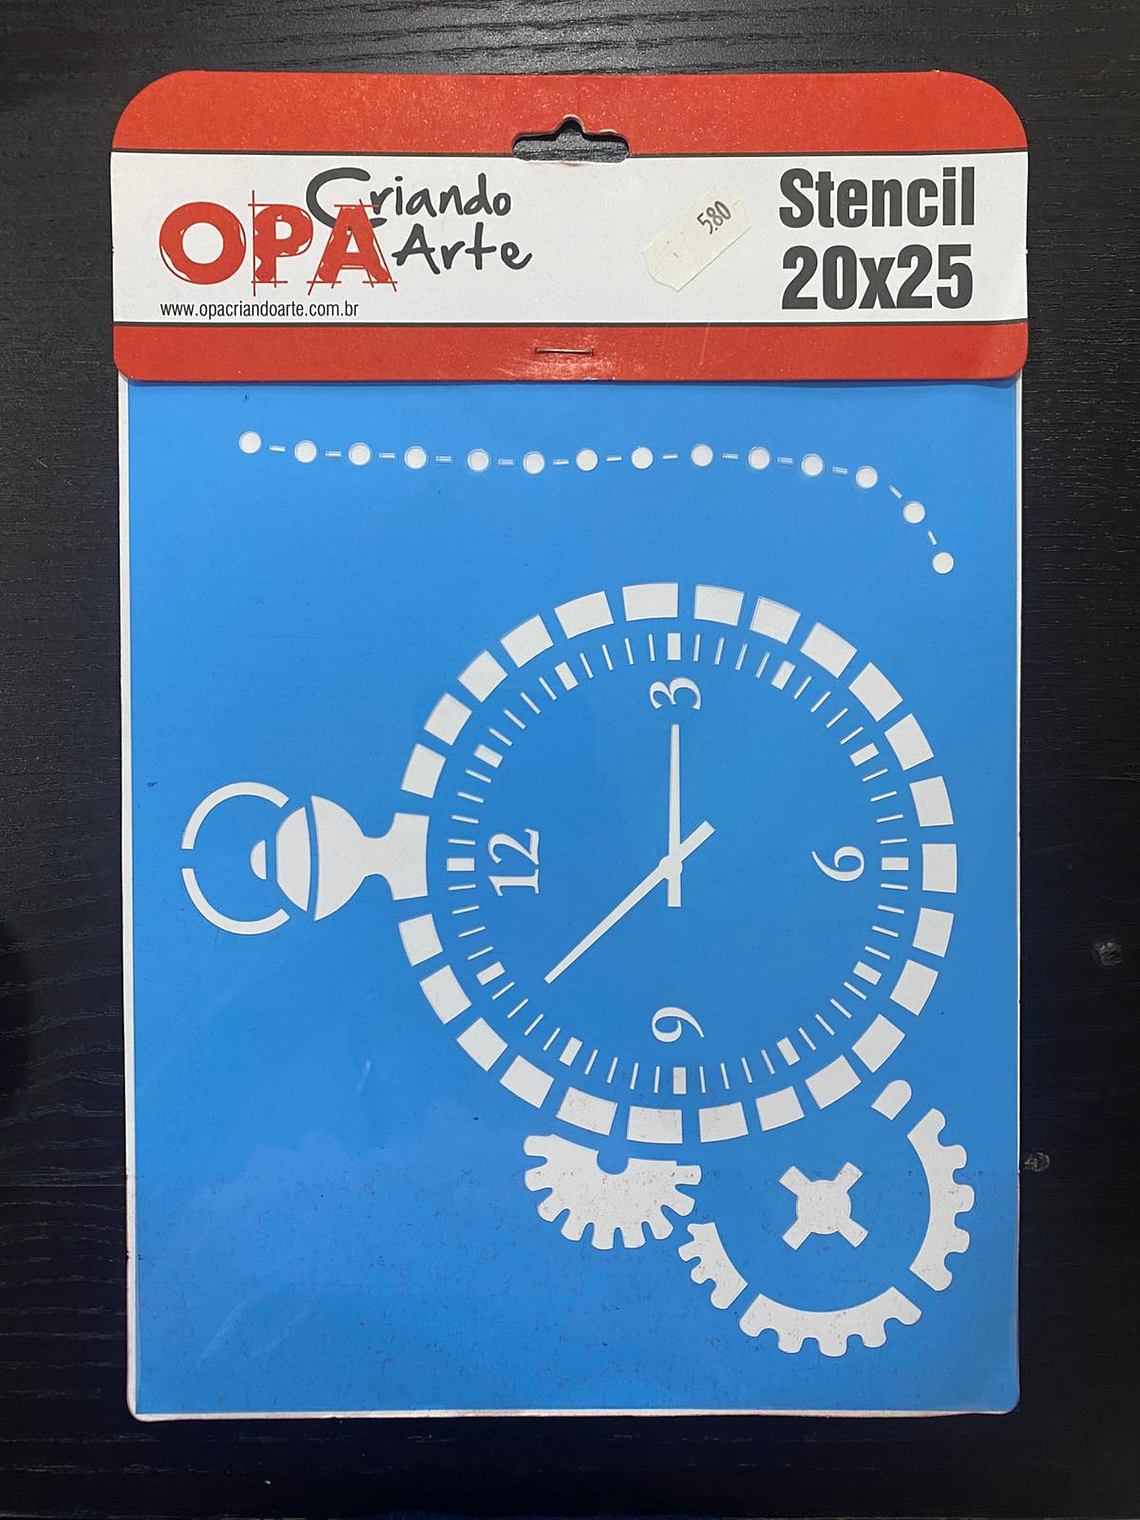 Criando
OPA Arte
www.opacriandoarte.com.br
580
Stencil
20x25
3
12
6
9